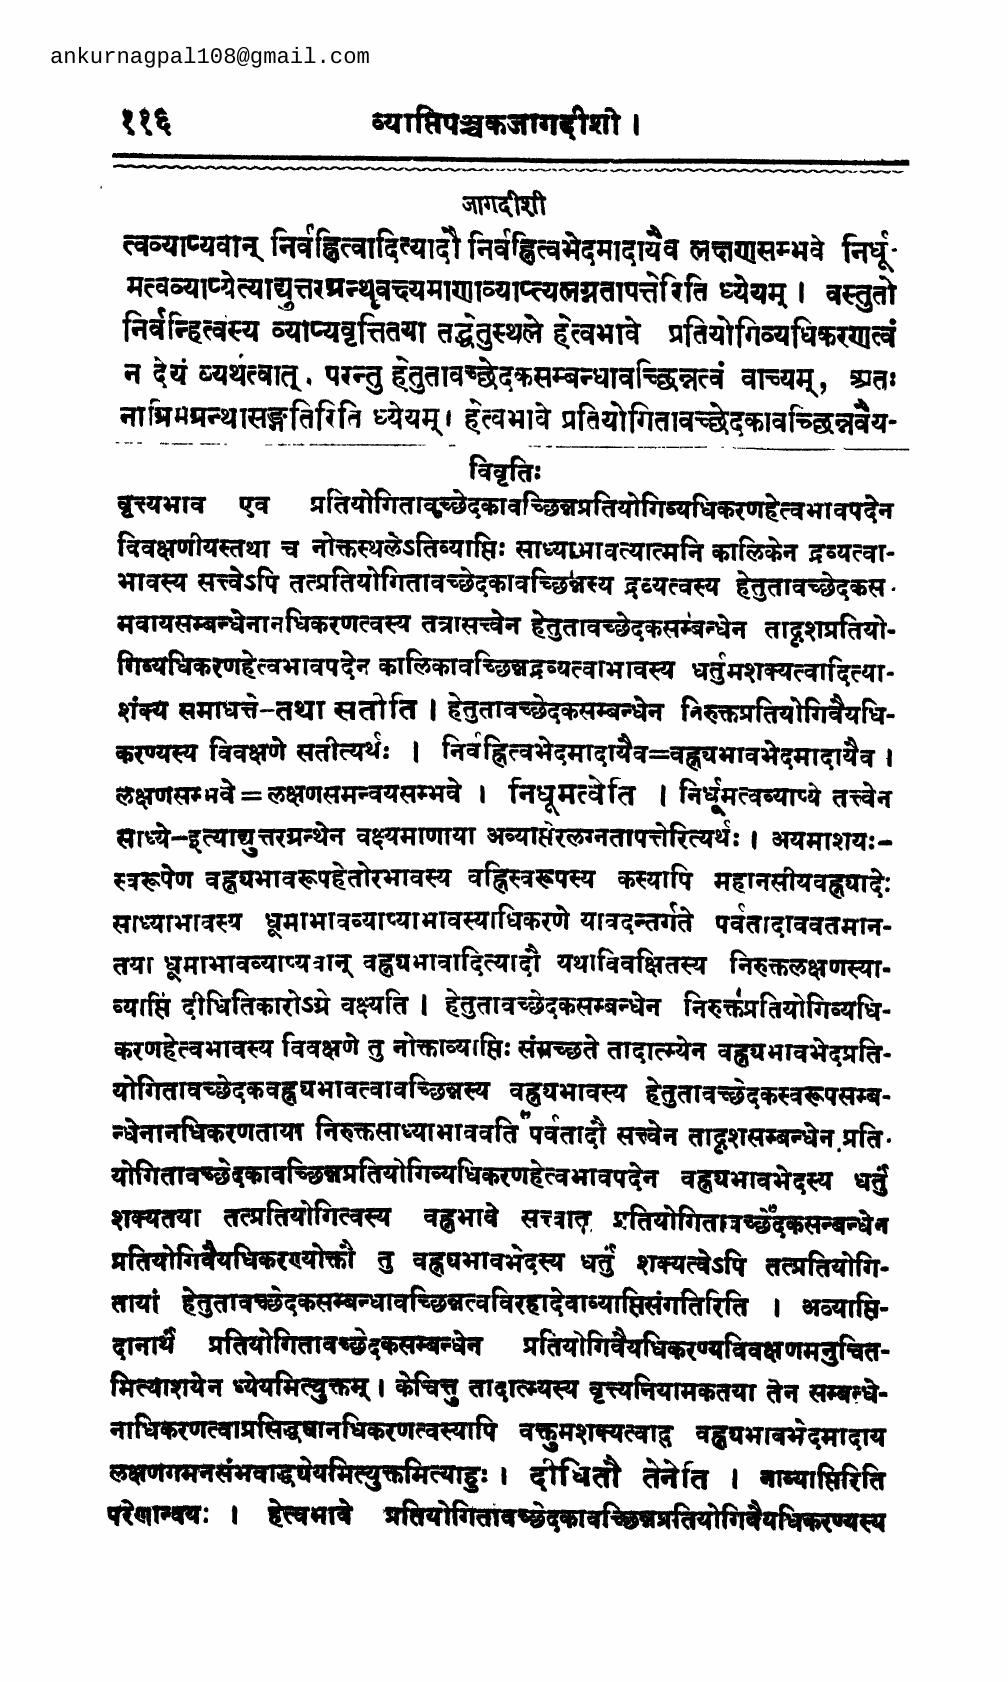 ankurnagpal108@gmail.com
११६ व्याप्तिपञ्चकजागदीशी ।
जागदीशी
त्वव्याप्यवान् निर्वह्नित्वादित्यादौ निर्वह्नित्वभेदमादायैव लक्षणसम्भवे निर्धू-
मत्वव्याप्येत्याद्युत्तरग्रन्थवक्ष्यमाणाव्याप्त्यलग्नतापत्तेरिति ध्येयम् । वस्तुतो
निर्वन्हित्वस्य व्याप्यवृत्तितया तद्धेतुस्थले हेत्वभावे प्रतियोगिव्यधिकरणत्वं
न देयं व्यर्थत्वात्, परन्तु हेतुतावच्छेदकसम्बन्धावच्छिन्नत्वं वाच्यम्, अतः
नाग्रिमग्रन्थासङ्गतिरिति ध्येयम्। हेत्वभावे प्रतियोगितावच्छेदकावच्छिन्नवैय-
विवृतिः
वृत्त्यभाव एव प्रतियोगितावच्छेदकावच्छिन्नप्रतियोगिव्यधिकरणहेत्वभावपदेन
विवक्षणीयस्तथा च नोक्तस्थलेऽतिव्याप्तिः साध्याभावत्यात्मनि कालिकेन द्रव्यत्वा-
भावस्य सत्त्वेऽपि तत्प्रतियोगितावच्छेदकावच्छिन्नस्य द्रव्यत्वस्य हेतुतावच्छेदकस-
मवायसम्बन्धेनानधिकरणत्वस्य तत्रासत्त्वेन हेतुतावच्छेदकसम्बन्धेन तादृशप्रतियो-
गिव्यधिकरणहेत्वभावपदेन कालिकावच्छिन्नद्रव्यत्वाभावस्य धर्तुमशक्यत्वादित्या-
शंक्य समाधत्ते–तथा सतीति । हेतुतावच्छेदकसम्बन्धेन निरुक्तप्रतियोगिवैयधि-
करण्यस्य विवक्षणे सतीत्यर्थः । निर्वह्नित्वभेदमादायैव=वह्न्यभावभेदमादायैव ।
लक्षणसम्भवे = लक्षणसमन्वयसम्भवे । निर्धूमत्वेति । निर्धूमत्वव्याप्ये तत्त्वेन
साध्ये–इत्याद्युत्तरग्रन्थेन वक्ष्यमाणाया अव्याप्तेरलग्नतापत्तेरित्यर्थः । अयमाशयः–
स्वरूपेण वह्न्यभावरूपहेतोरभावस्य वह्निस्वरूपस्य कस्यापि महानसीयवह्न्यादेः
साध्याभावस्य धूमाभावव्याप्याभावस्याधिकरणे यावदन्तर्गते पर्वतादाववर्तमान-
तया धूमाभावव्याप्यवान् वह्न्यभावादित्यादौ यथाविवक्षितस्य निरुक्तलक्षणस्या-
व्याप्तिं दीधितिकारोऽग्रे वक्ष्यति । हेतुतावच्छेदकसम्बन्धेन निरुक्तप्रतियोगिव्यधि-
करणहेत्वभावस्य विवक्षणे तु नोक्ताव्याप्तिः संगच्छते तादात्म्येन वह्न्यभावभेदप्रति-
योगितावच्छेदकवह्न्यभावत्वावच्छिन्नस्य वह्न्यभावस्य हेतुतावच्छेदकस्वरूपसम्ब-
न्धेनानधिकरणताया निरुक्तसाध्याभाववति पर्वतादौ सत्त्वेन तादृशसम्बन्धेन प्रति-
योगितावच्छेदकावच्छिन्नप्रतियोगिव्यधिकरणहेत्वभावपदेन वह्न्यभावभेदस्य धर्तुं
शक्यतया तत्प्रतियोगित्वस्य वह्न्यभावे सत्त्वात् प्रतियोगितावच्छेदकसम्बन्धेन
प्रतियोगिवैयधिकरण्योक्तौ तु वह्न्यभावभेदस्य धर्तुं शक्यत्वेऽपि तत्प्रतियोगि-
तायां हेतुतावच्छेदकसम्बन्धावच्छिन्नत्वविरहादेवाव्याप्तिसंगतिरिति । अव्याप्ति-
दानार्थं प्रतियोगितावच्छेदकसम्बन्धेन प्रतियोगिवैयधिकरण्यविवक्षणमनुचित-
मित्याशयेन ध्येयमित्युक्तम् । केचित्तु तादात्म्यस्य वृत्त्यनियामकतया तेन सम्बन्धे-
नाधिकरणत्वाप्रसिद्ध्यानधिकरणत्वस्यापि वक्तुमशक्यत्वाद्व वह्न्यभावभेदमादाय
लक्षणगमनसंभवाद्ध्येयमित्युक्तमित्याहुः । दीधितौ तेनेति । नाव्याप्तिरिति
परेणान्वयः । हेत्वभावे प्रतियोगितावच्छेदकावच्छिन्नप्रतियोगिवैयधिकरण्यस्य